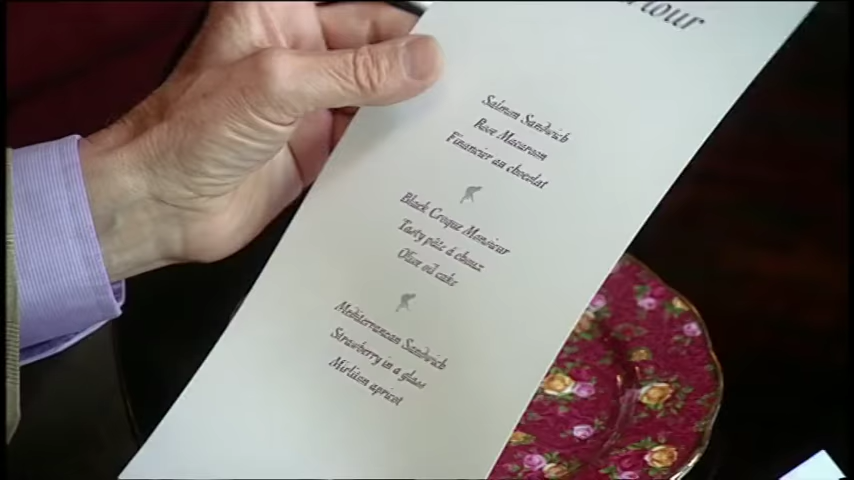 Salmon Sandwich
Rose Macaroon
Financier au chocolat
Black Croque Monsieur
Tasty pâte à choux
Olive oil cake
Mediterranean Sandwich
Strawberry in a glass
Mirliton apricot